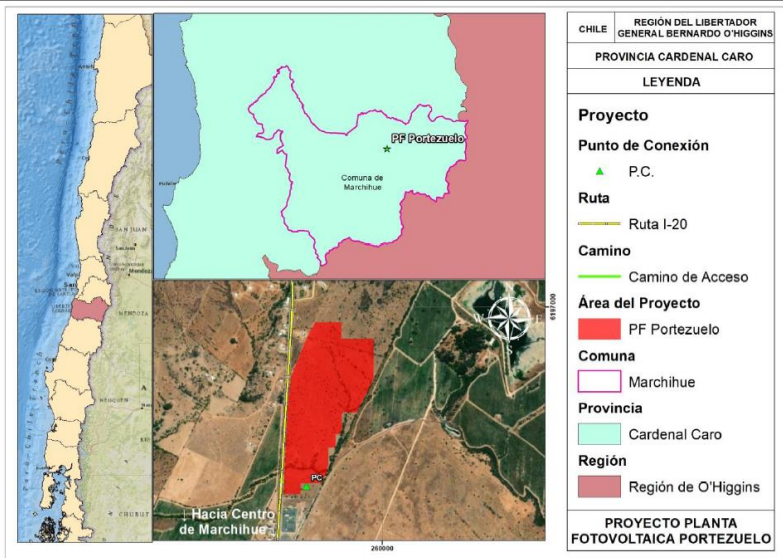 PF Portezuelo
Comuna de
Marchihue
SAN JUAN
MENDOZA
NEUQUEN
CHUBUT
PC
Hacia Centro
de Marchihue
6197000
260000
CHILE
REGIÓN DEL LIBERTADOR
GENERAL BERNARDO O'HIGGINS
PROVINCIA CARDENAL CARO
LEYENDA
Proyecto
Punto de Conexión
P.C.
Ruta
Ruta I-20
Camino
Camino de Acceso
Área del Proyecto
PF Portezuelo
Comuna
Marchihue
Provincia
Cardenal Caro
Región
Región de O'Higgins
PROYECTO PLANTA
FOTOVOLTAICA PORTEZUELO